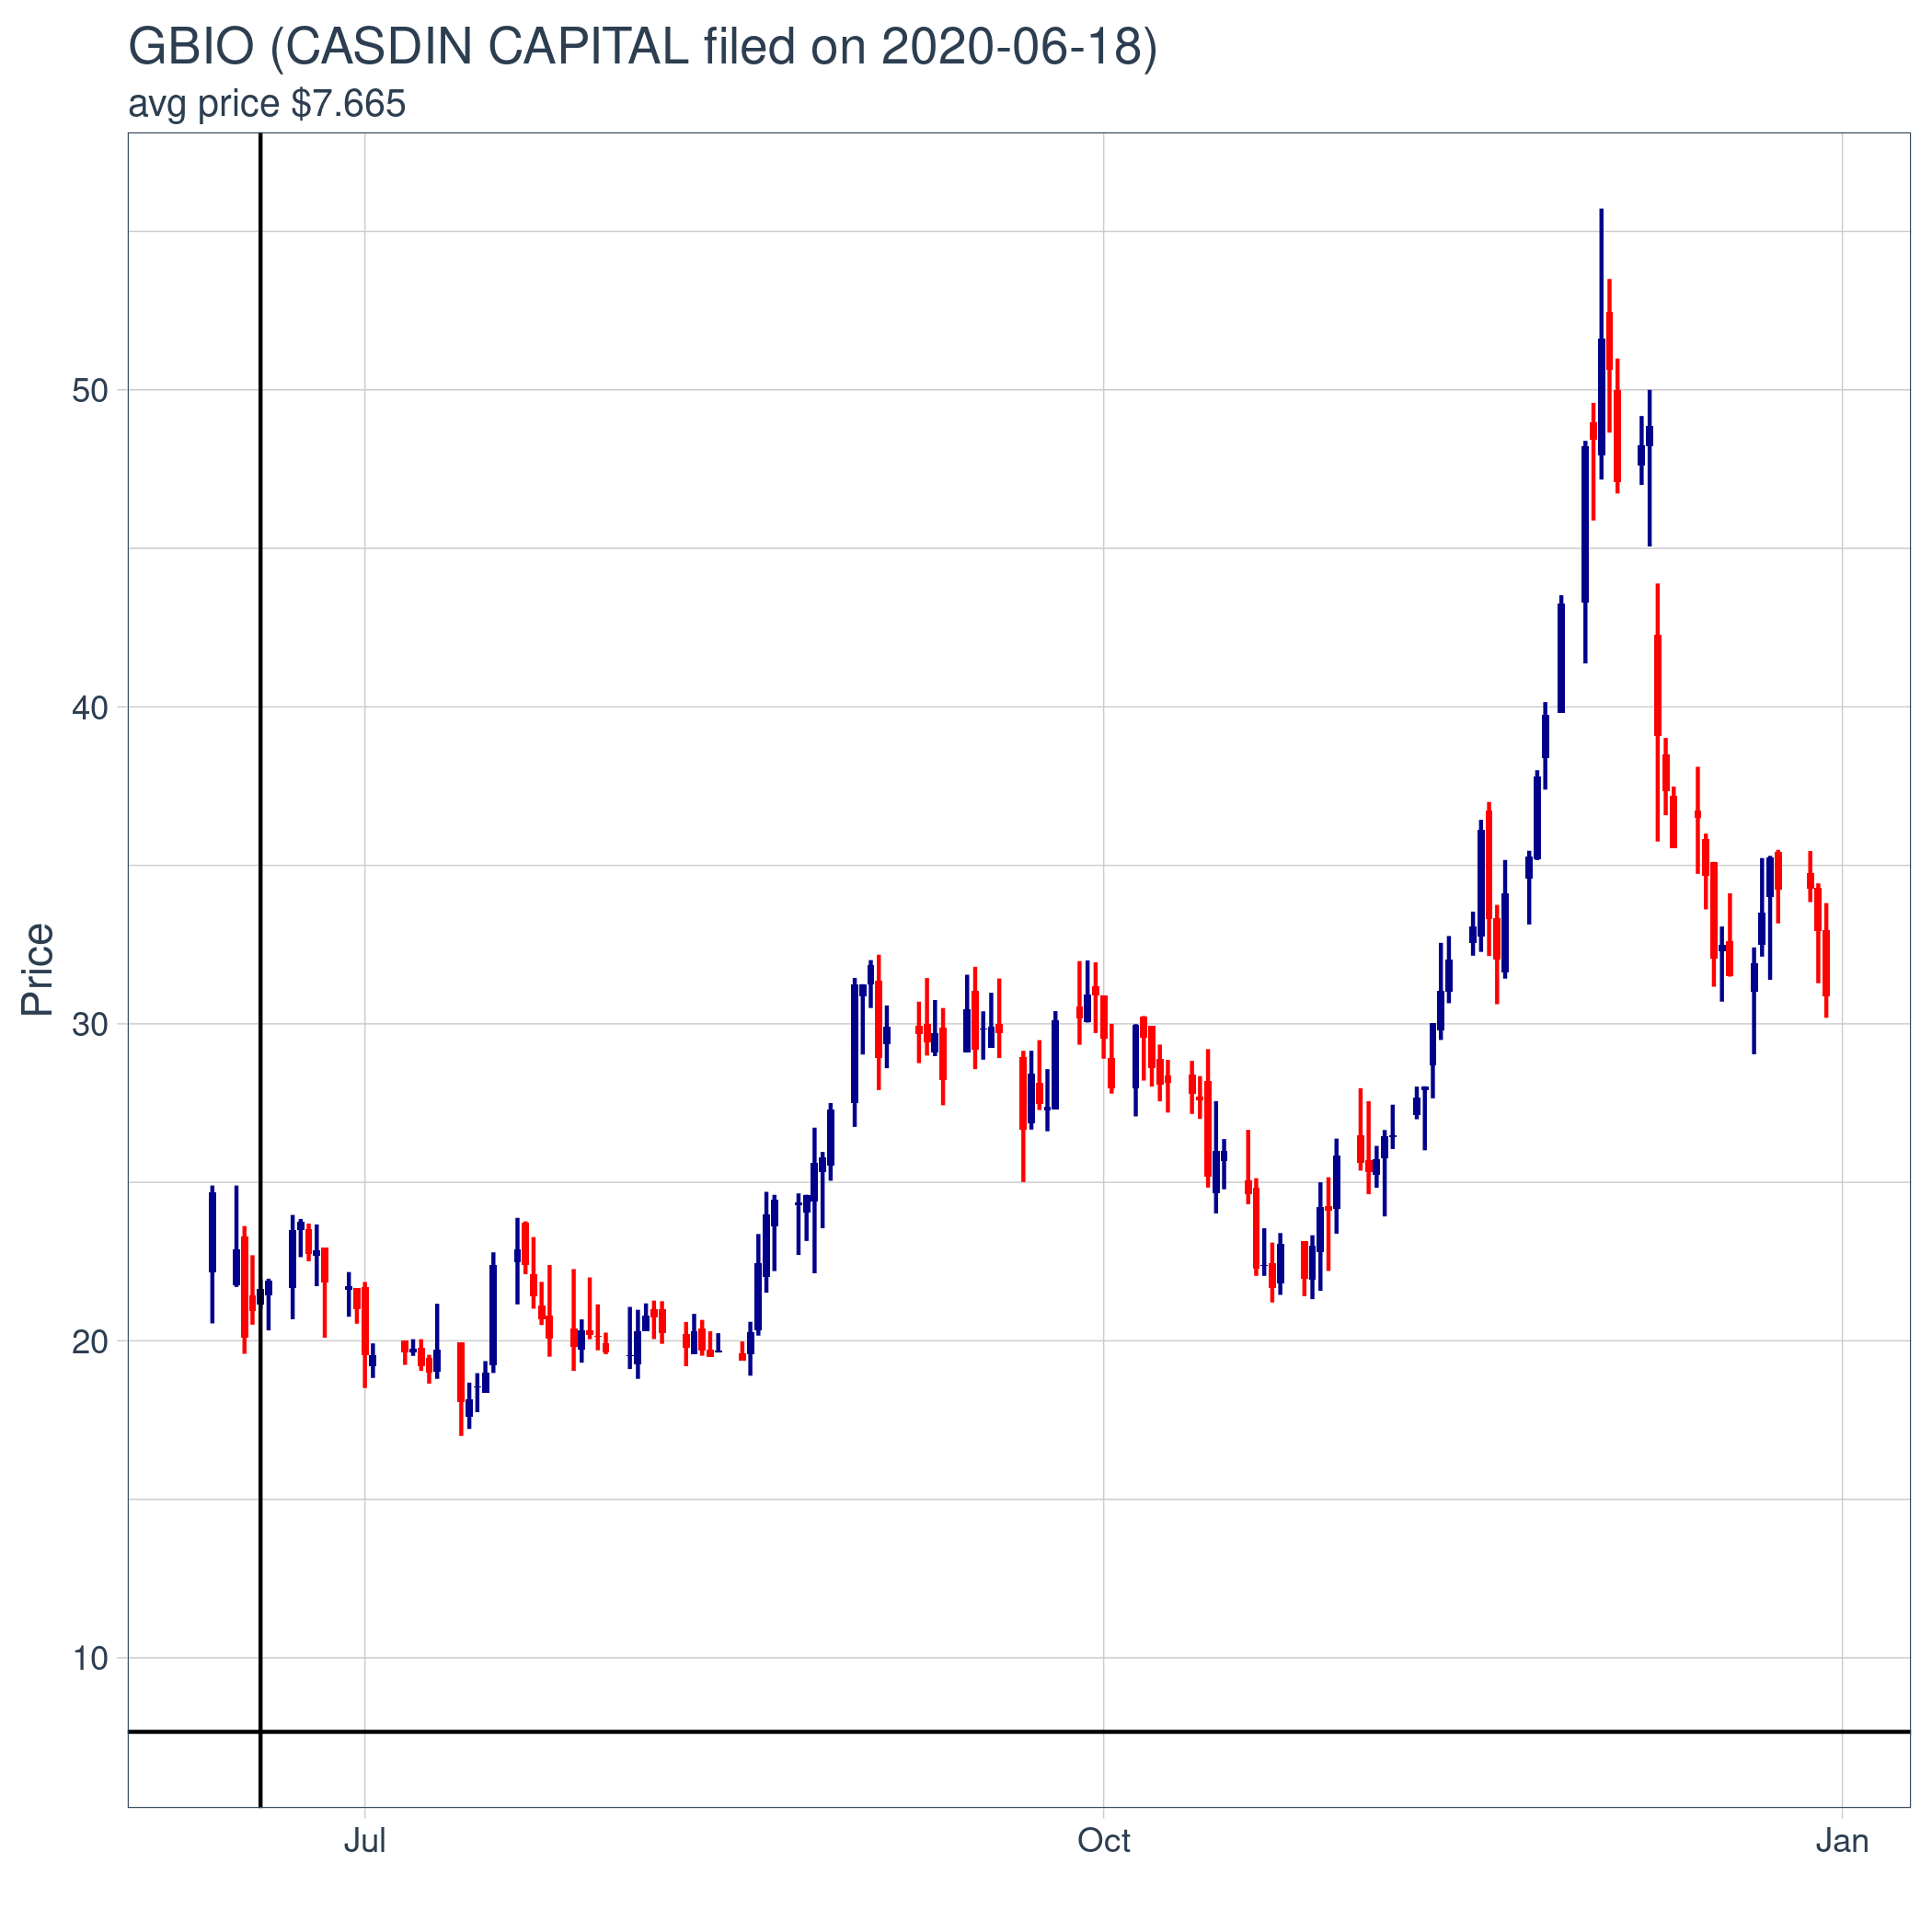 GBIO (CASDIN CAPITAL filed on 2020-06-18)
avg price $7.665
Price
50
40
30
20
10
Jul
Oct
Jan